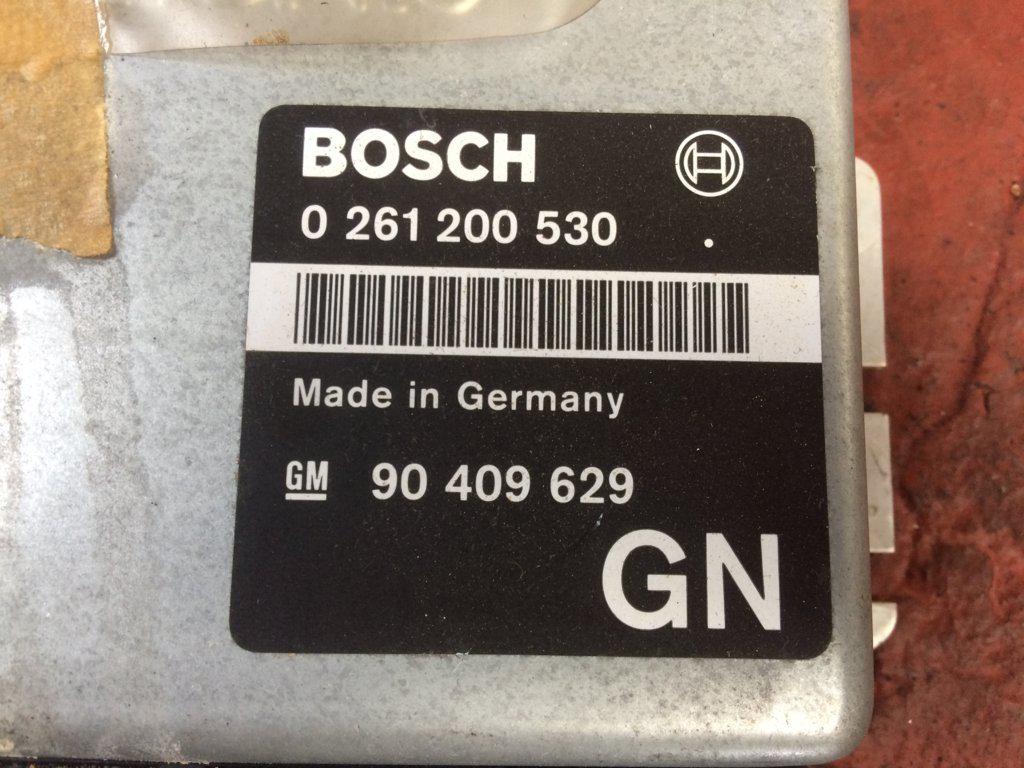 BOSCH
0 261 200 530
Made in Germany
GM 90 409 629
GN